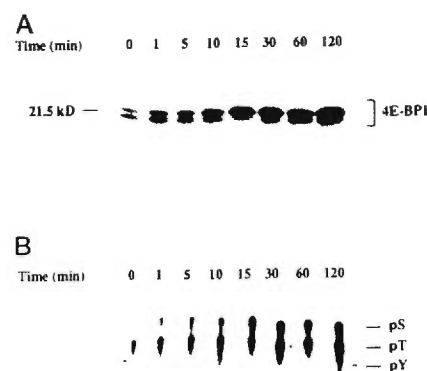 A
Time (min) 0 1 5 10 15 30 60 120
21.5 kD — 4E-BP1
B
Time (min) 0 1 5 10 15 30 60 120
— pS
— pT
— pY